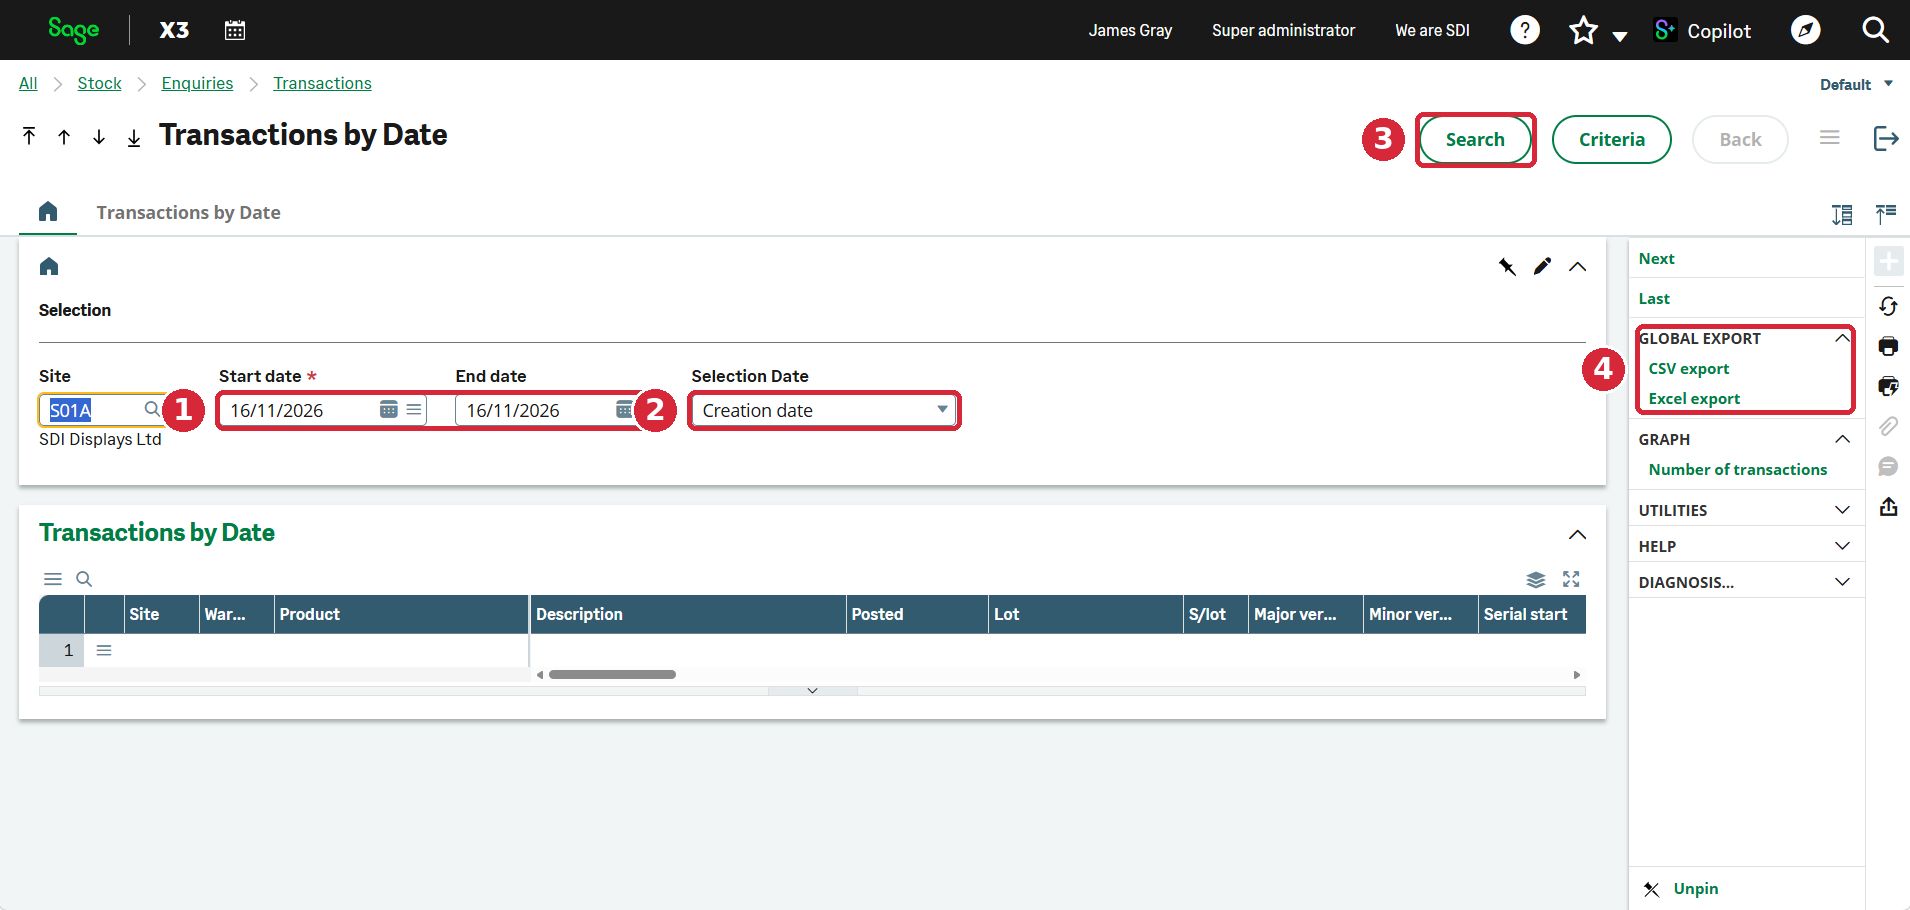 Sage X3 James Gray Super administrator We are SDI ? Copilot
All Stock Enquiries Transactions Default
Transactions by Date 3 Search Criteria Back
Transactions by Date
Selection
Site Start date * End date Selection Date
S01A 1 16/11/2026 16/11/2026 2 Creation date
SDI Displays Ltd
Transactions by Date
Site War... Product Description Posted Lot S/lot Major ver... Minor ver... Serial start
1
Next
Last
GLOBAL EXPORT
4 CSV export
Excel export
GRAPH
Number of transactions
UTILITIES
HELP
DIAGNOSIS...
Unpin